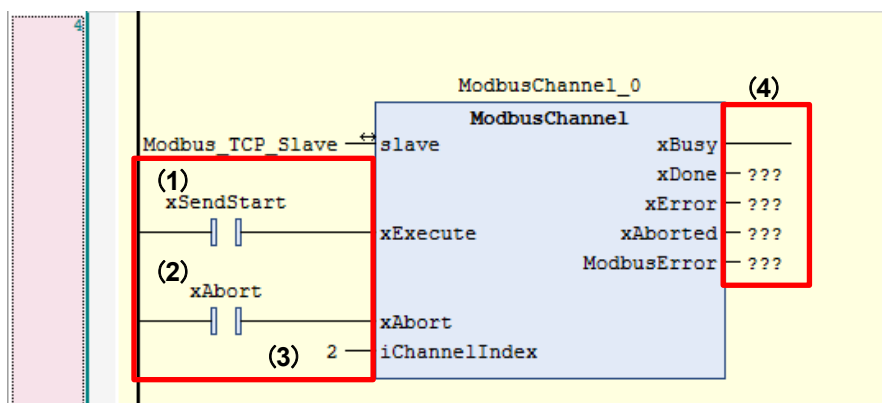 4
ModbusChannel_0
(4)
ModbusChannel
Modbus_TCP_Slave slave xBusy
(1) xDone ???
xSendStart xError ???
xExecute xAborted ???
(2) ModbusError ???
xAbort
xAbort
(3) 2 iChannelIndex